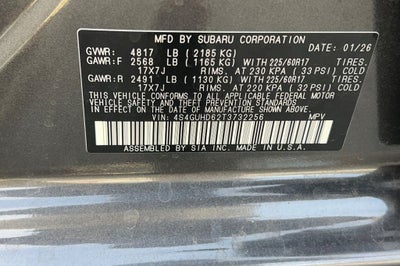 MFD BY SUBARU CORPORATION DATE: 01/26
GVWR: 4817 LB (2185 KG)
GAWR:F 2568 LB (1165 KG) WITH 225/60R17 TIRES.
17X7J RIMS. AT 230 KPA (33 PSI) COLD
GAWR:R 2491 LB (1130 KG) WITH 225/60R17 TIRES.
17X7J RIMS. AT 220 KPA (32 PSI) COLD
THIS VEHICLE CONFORMS TO ALL APPLICABLE FEDERAL MOTOR
VEHICLE SAFETY AND THEFT PREVENTION STANDARDS
IN EFFECT ON THE DATE OF MANUFACTURE SHOWN ABOVE.
VIN: 4S4GUHD62T3732256 MPV
ASSEMBLED BY SIA INC. MADE IN U.S.A.